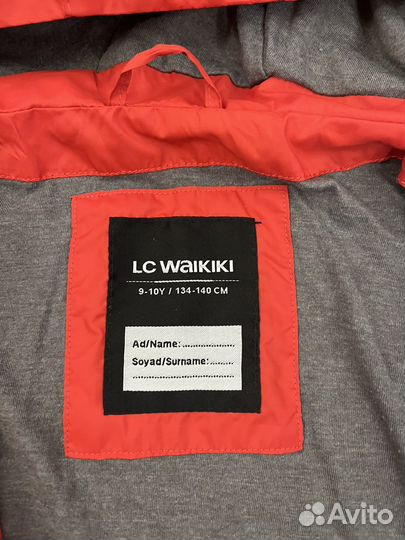 LC WAIKIKI
9-10Y / 134-140 CM
Ad/Name: ....................
Soyad/Surname: .........
........................................
Avito